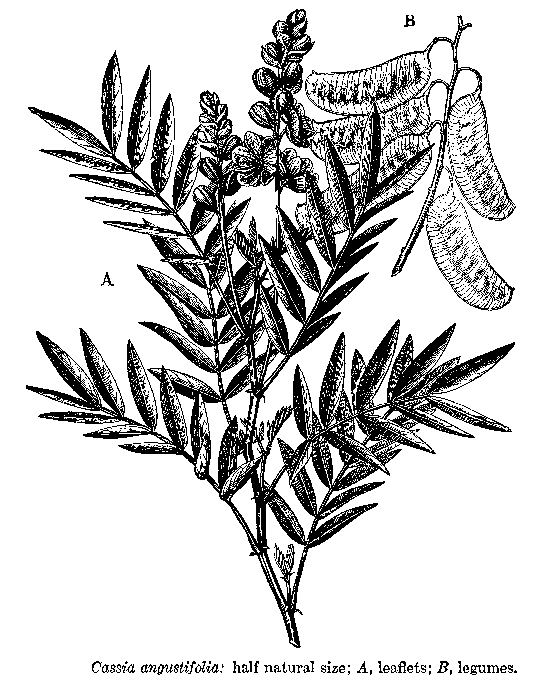 B
A
Cassia angustifolia: half natural size; A, leaflets; B, legumes.